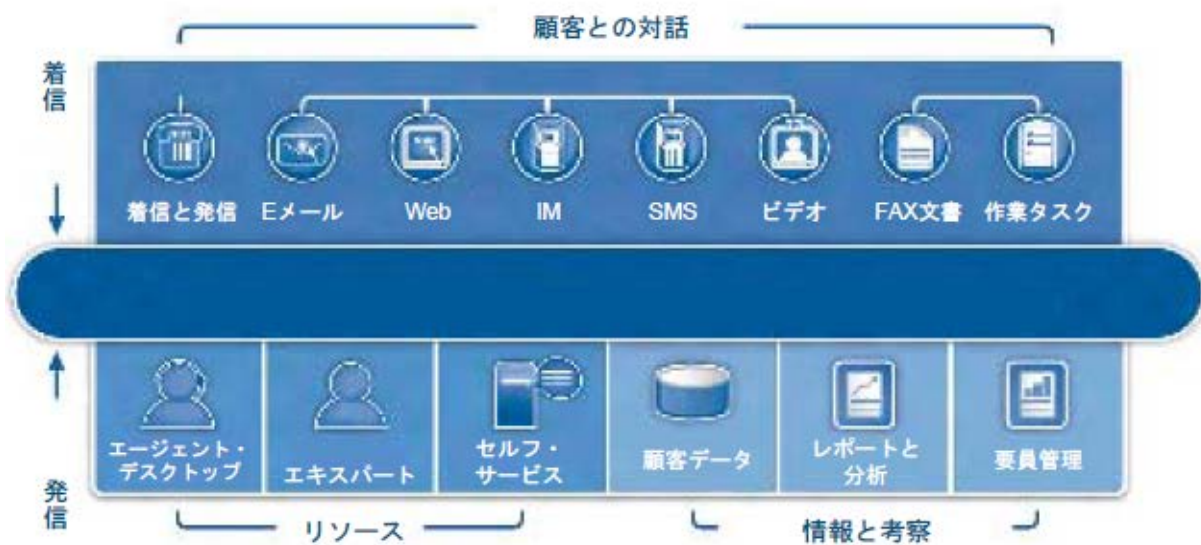 顧客との対話
着信
着信と発信
Eメール
Web
IM
SMS
ビデオ
FAX文書
作業タスク
エージェント・
デスクトップ
エキスパート
セルフ・
サービス
顧客データ
レポートと
分析
要員管理
発信
リソース
情報と考察